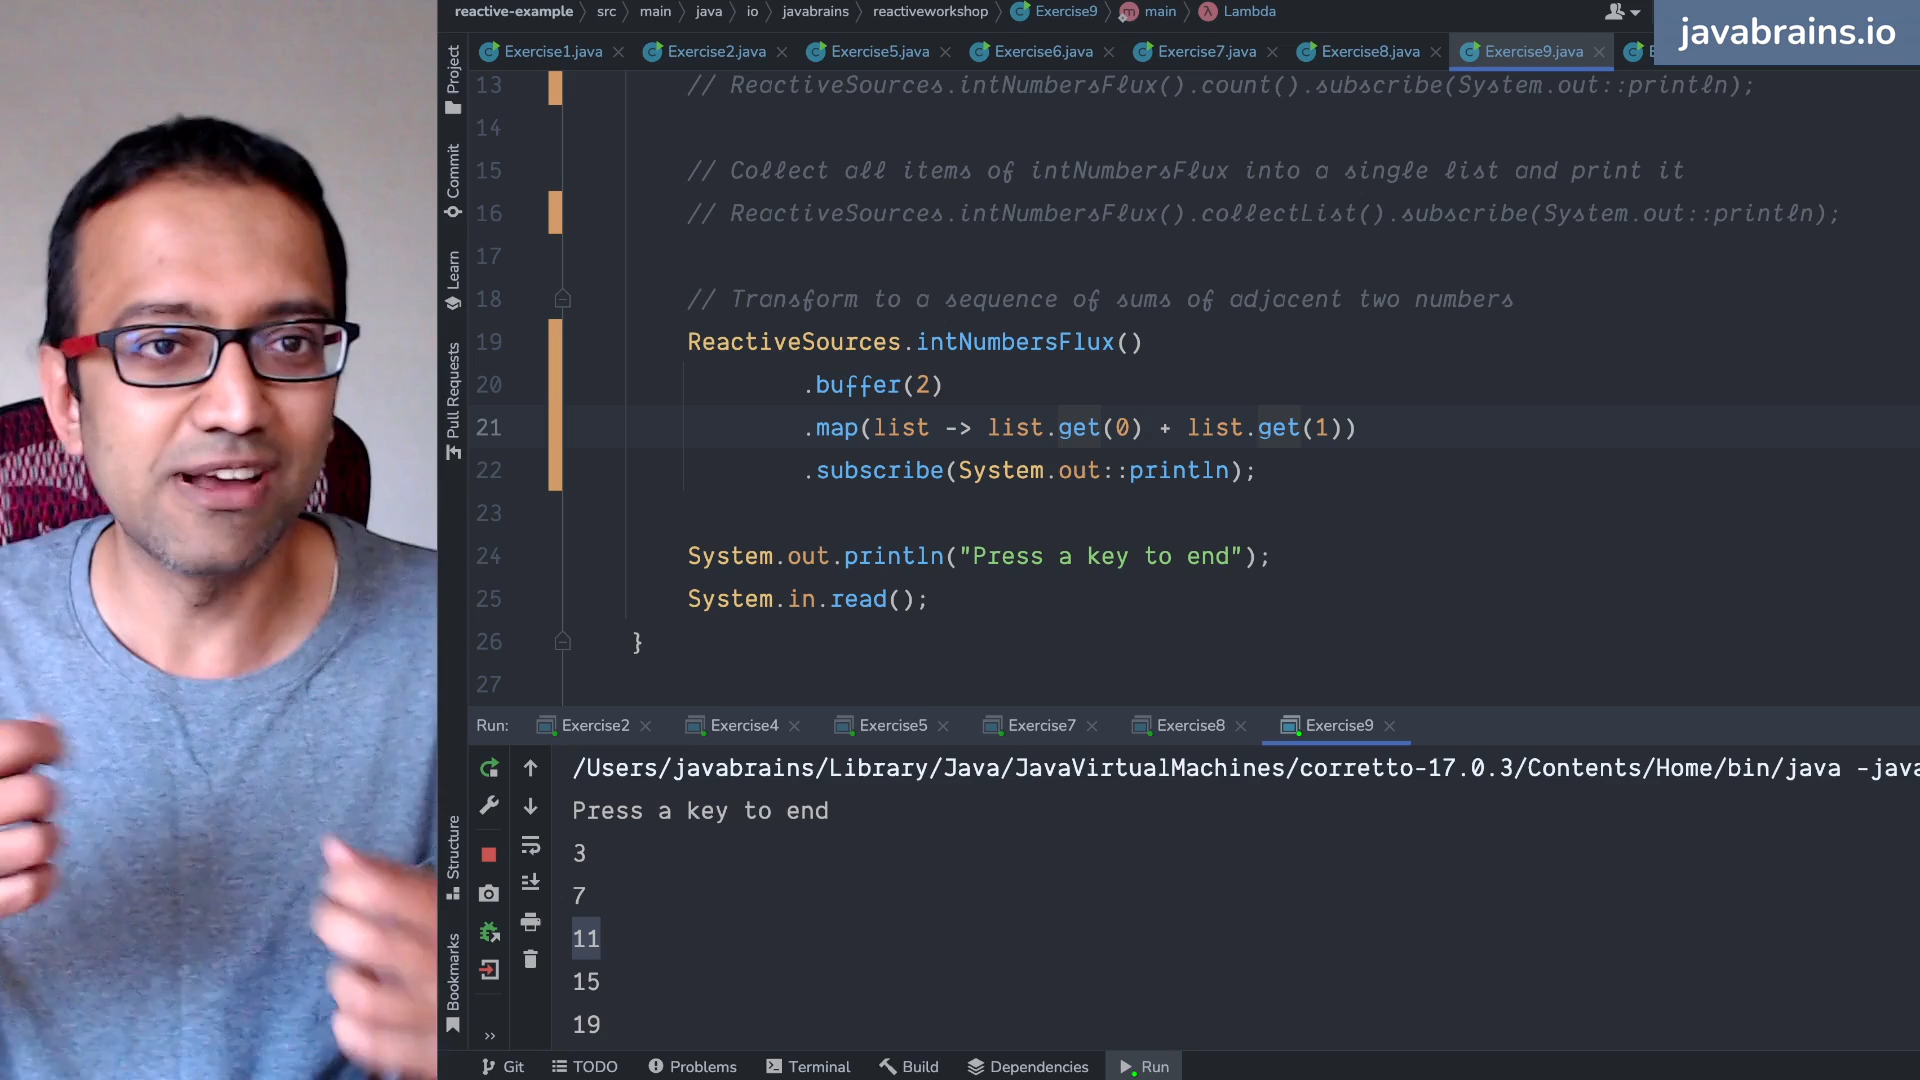 reactive-example src main java io javabrains reactiveworkshop Exercise9 main Lambda
javabrains.io
Exercise1.java Exercise2.java Exercise5.java Exercise6.java Exercise7.java Exercise8.java Exercise9.java
Project
Commit
Learn
Pull Requests
Structure
Bookmarks
13 // ReactiveSources.intNumbersFlux().count().subscribe(System.out::println);
14
15 // Collect all items of intNumbersFlux into a single list and print it
16 // ReactiveSources.intNumbersFlux().collectList().subscribe(System.out::println);
17
18 // Transform to a sequence of sums of adjacent two numbers
19 ReactiveSources.intNumbersFlux()
20 .buffer(2)
21 .map(list -> list.get(0) + list.get(1))
22 .subscribe(System.out::println);
23
24 System.out.println("Press a key to end");
25 System.in.read();
26 }
27
Run: Exercise2 Exercise4 Exercise5 Exercise7 Exercise8 Exercise9
/Users/javabrains/Library/Java/JavaVirtualMachines/corretto-17.0.3/Contents/Home/bin/java -java
Press a key to end
3
7
11
15
19
Git TODO Problems Terminal Build Dependencies Run